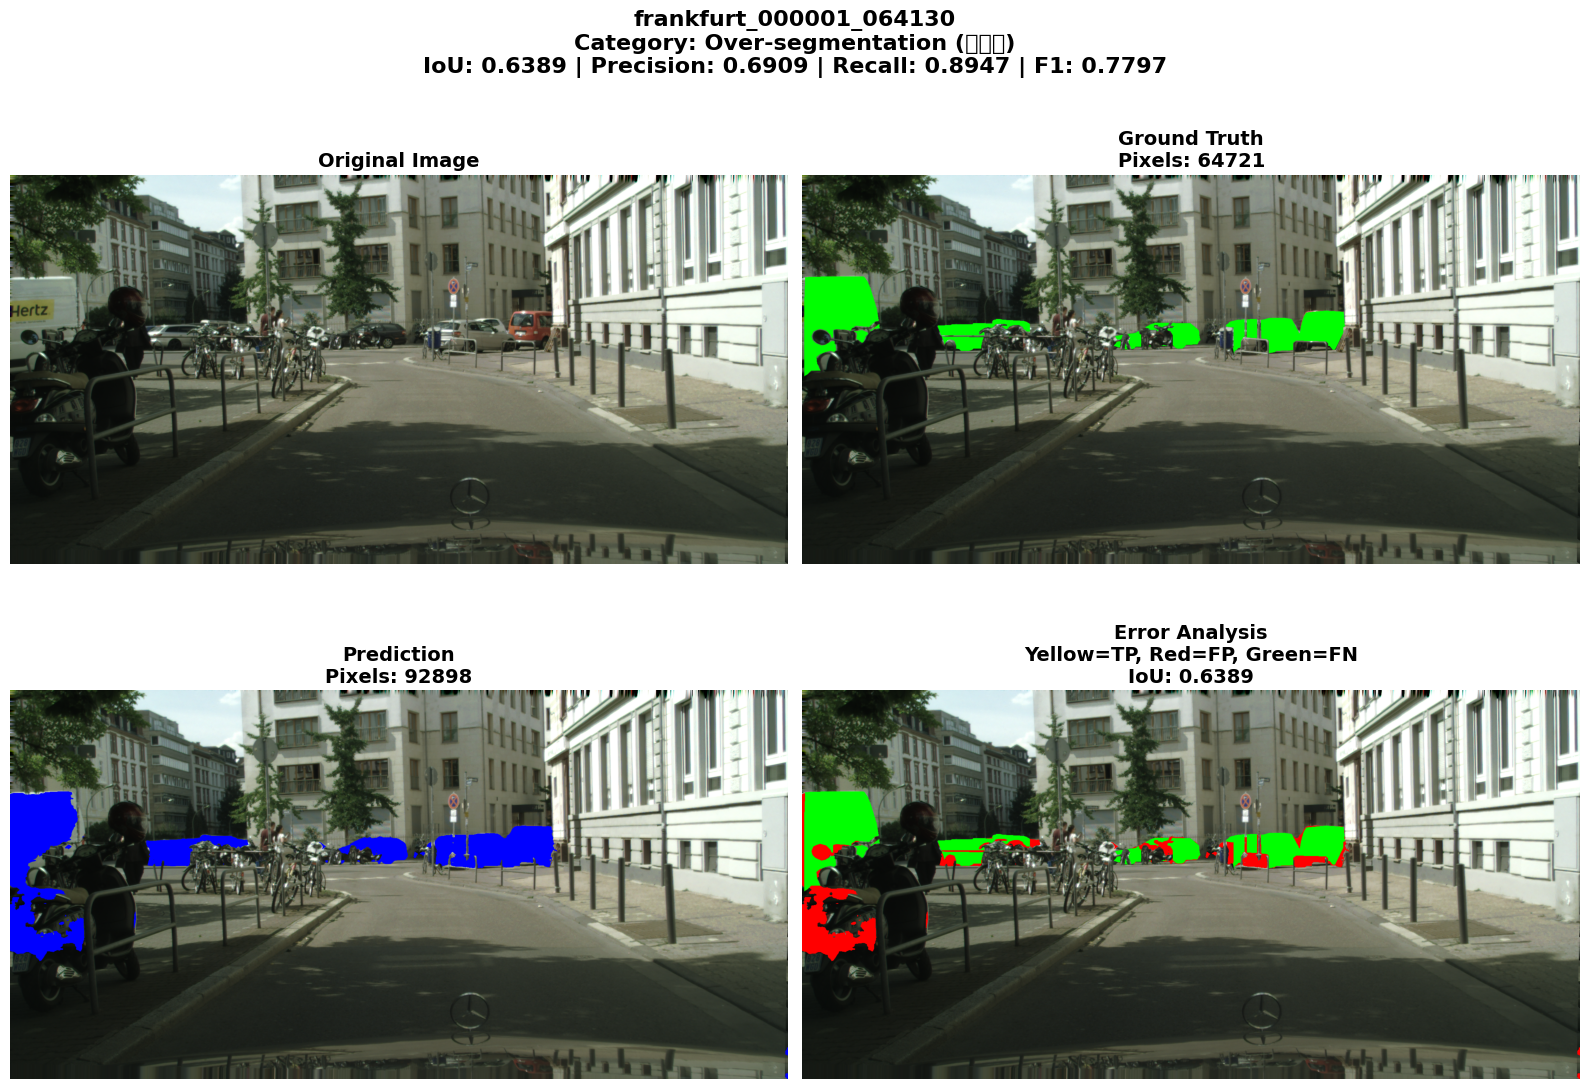 frankfurt_000001_064130
Category: Over-segmentation (□□□)
IoU: 0.6389 | Precision: 0.6909 | Recall: 0.8947 | F1: 0.7797
Original Image
Ground Truth
Pixels: 64721
Hertz
Prediction
Pixels: 92898
Error Analysis
Yellow=TP, Red=FP, Green=FN
IoU: 0.6389